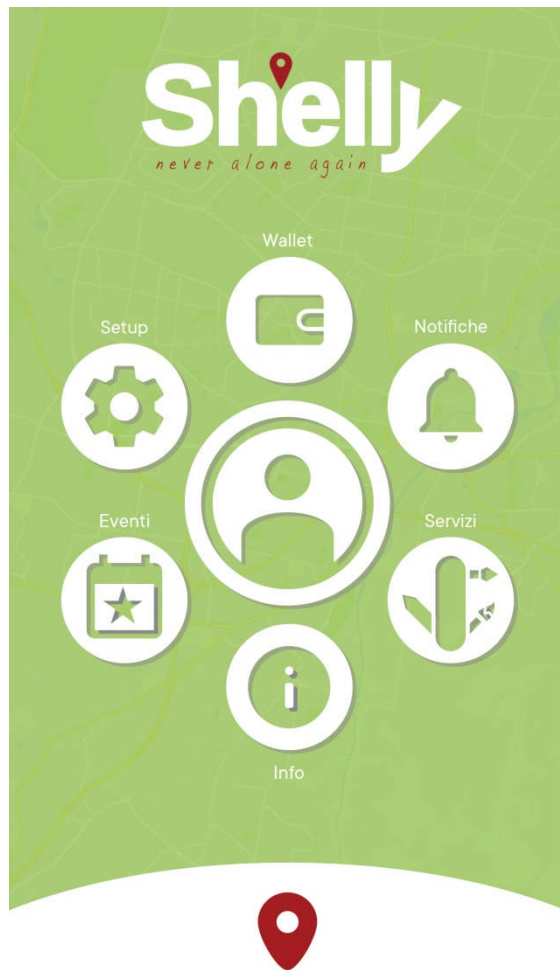 Shelly
never alone again
Wallet
Setup
Notifiche
Eventi
Servizi
Info